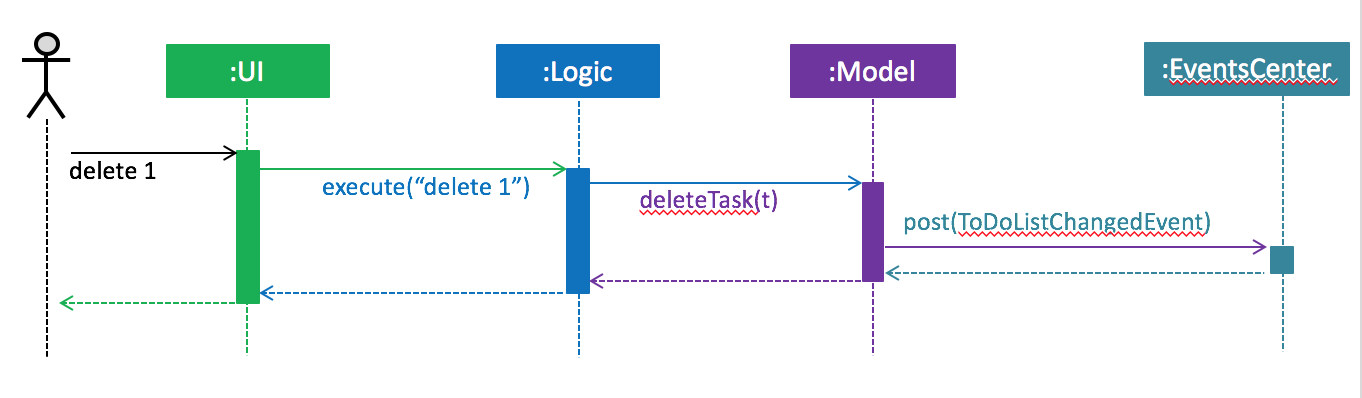 :UI
:Logic
:Model
:EventsCenter
delete 1
execute(“delete 1”)
deleteTask(t)
post(ToDoListChangedEvent)